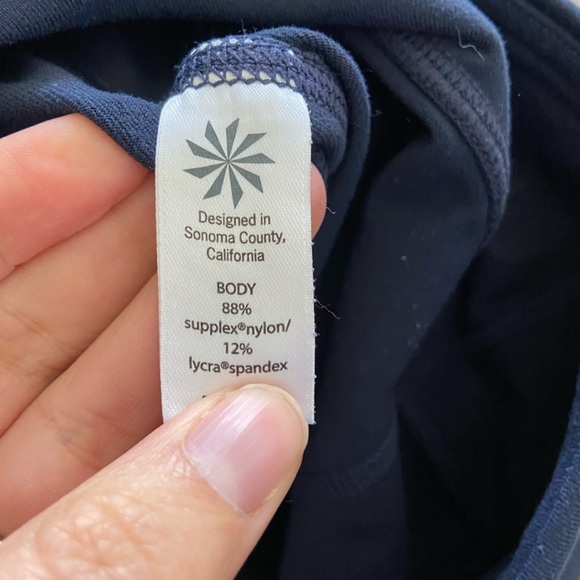 Designed in
Sonoma County,
California
BODY
88%
supplex®nylon/
12%
lycra®spandex